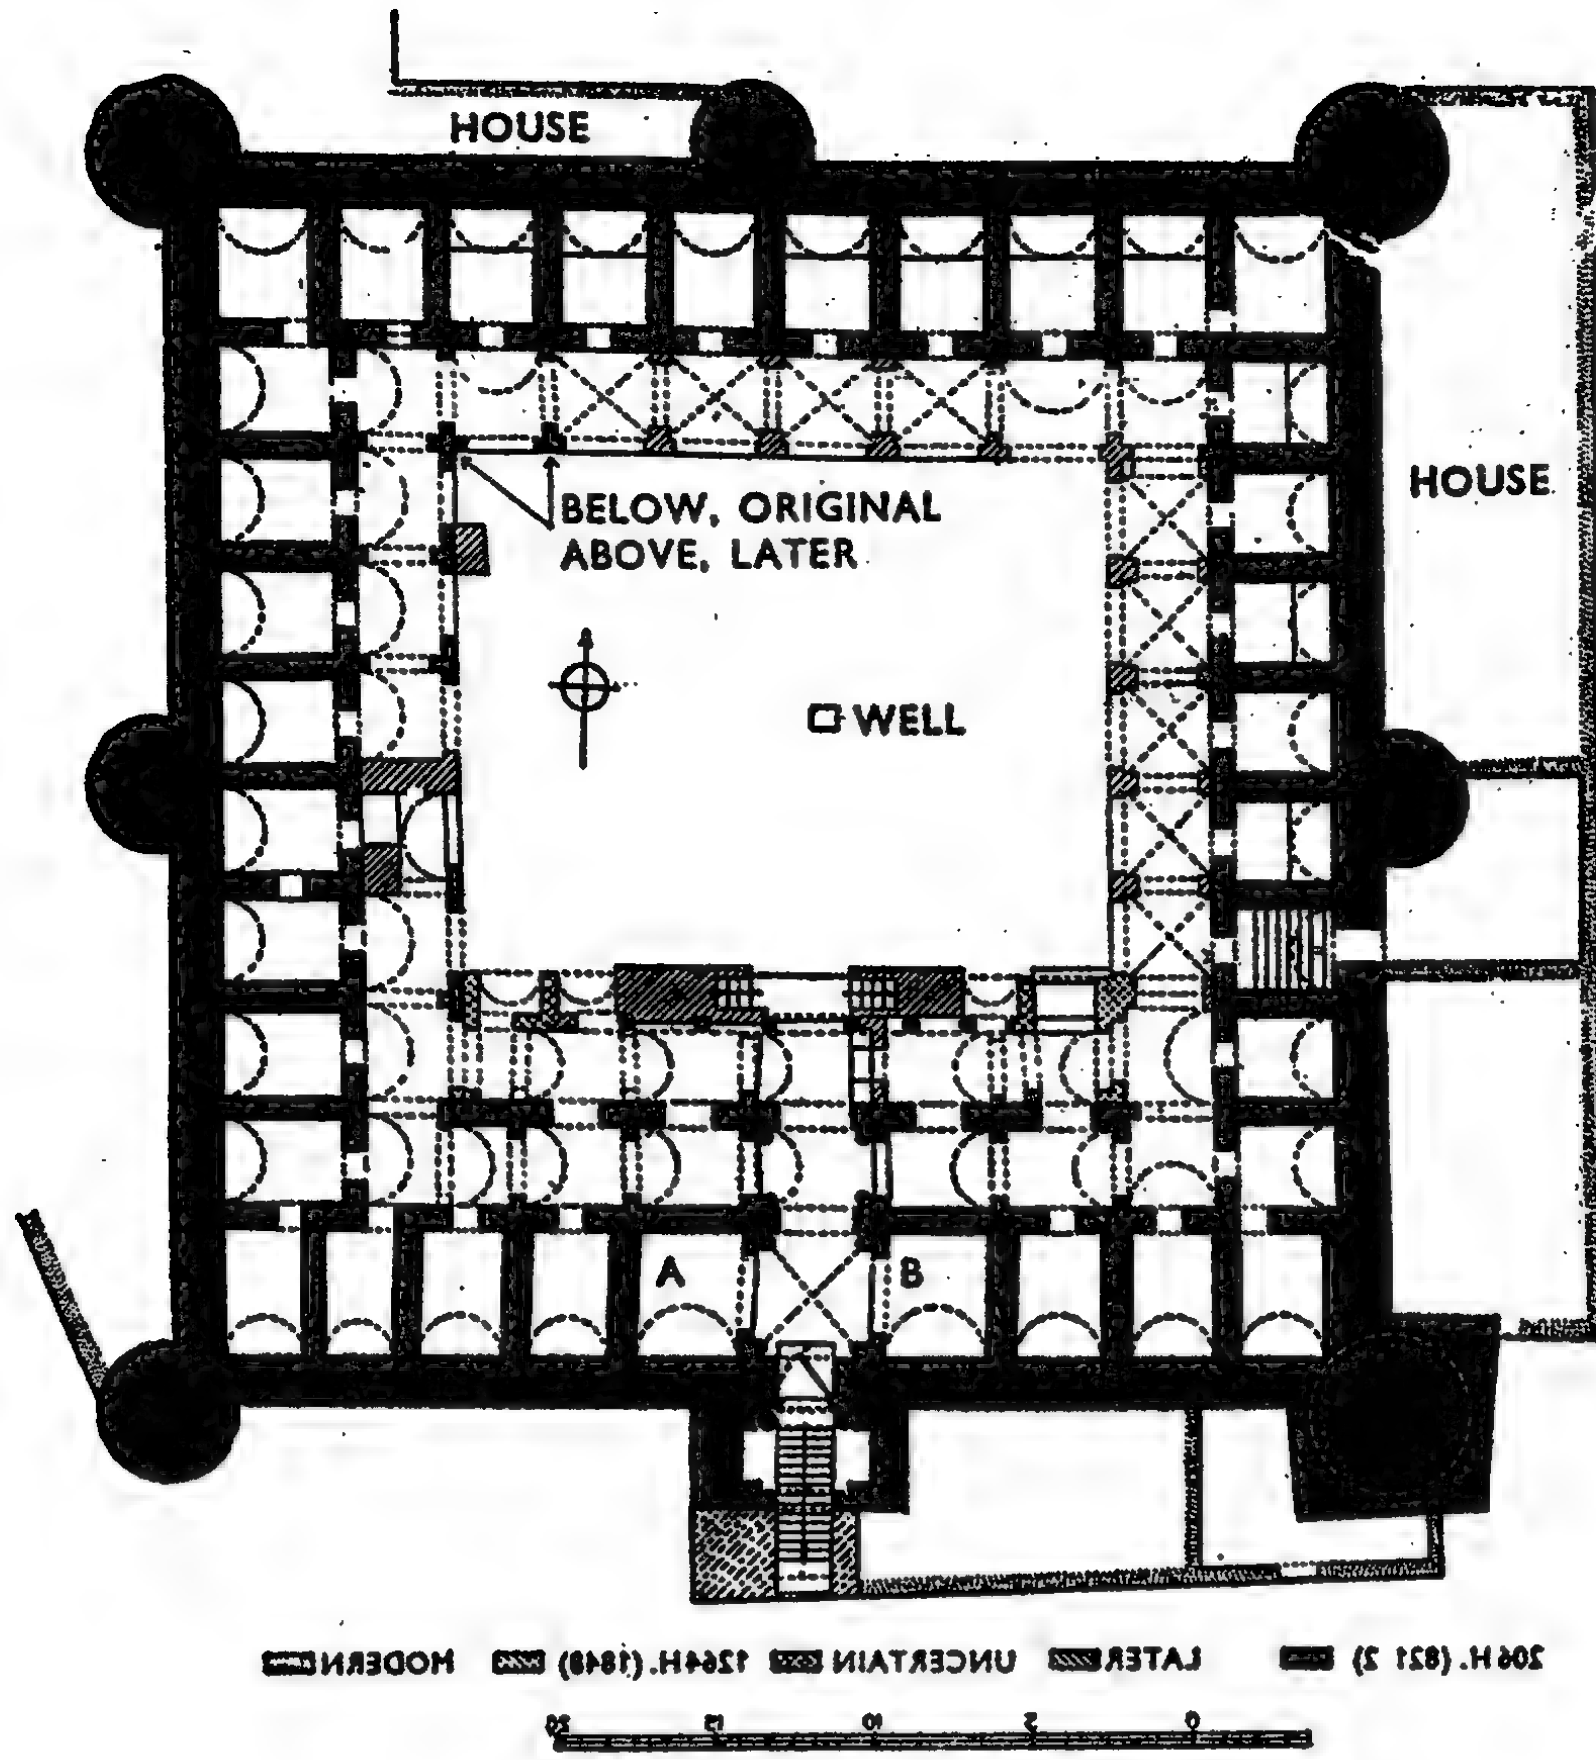 HOUSE
HOUSE
BELOW, ORIGINAL
ABOVE, LATER
WELL
A
B
206 H. (821 2) LATER UNCERTAIN 1264H. (1848) MODERN
0 5 10 15 20